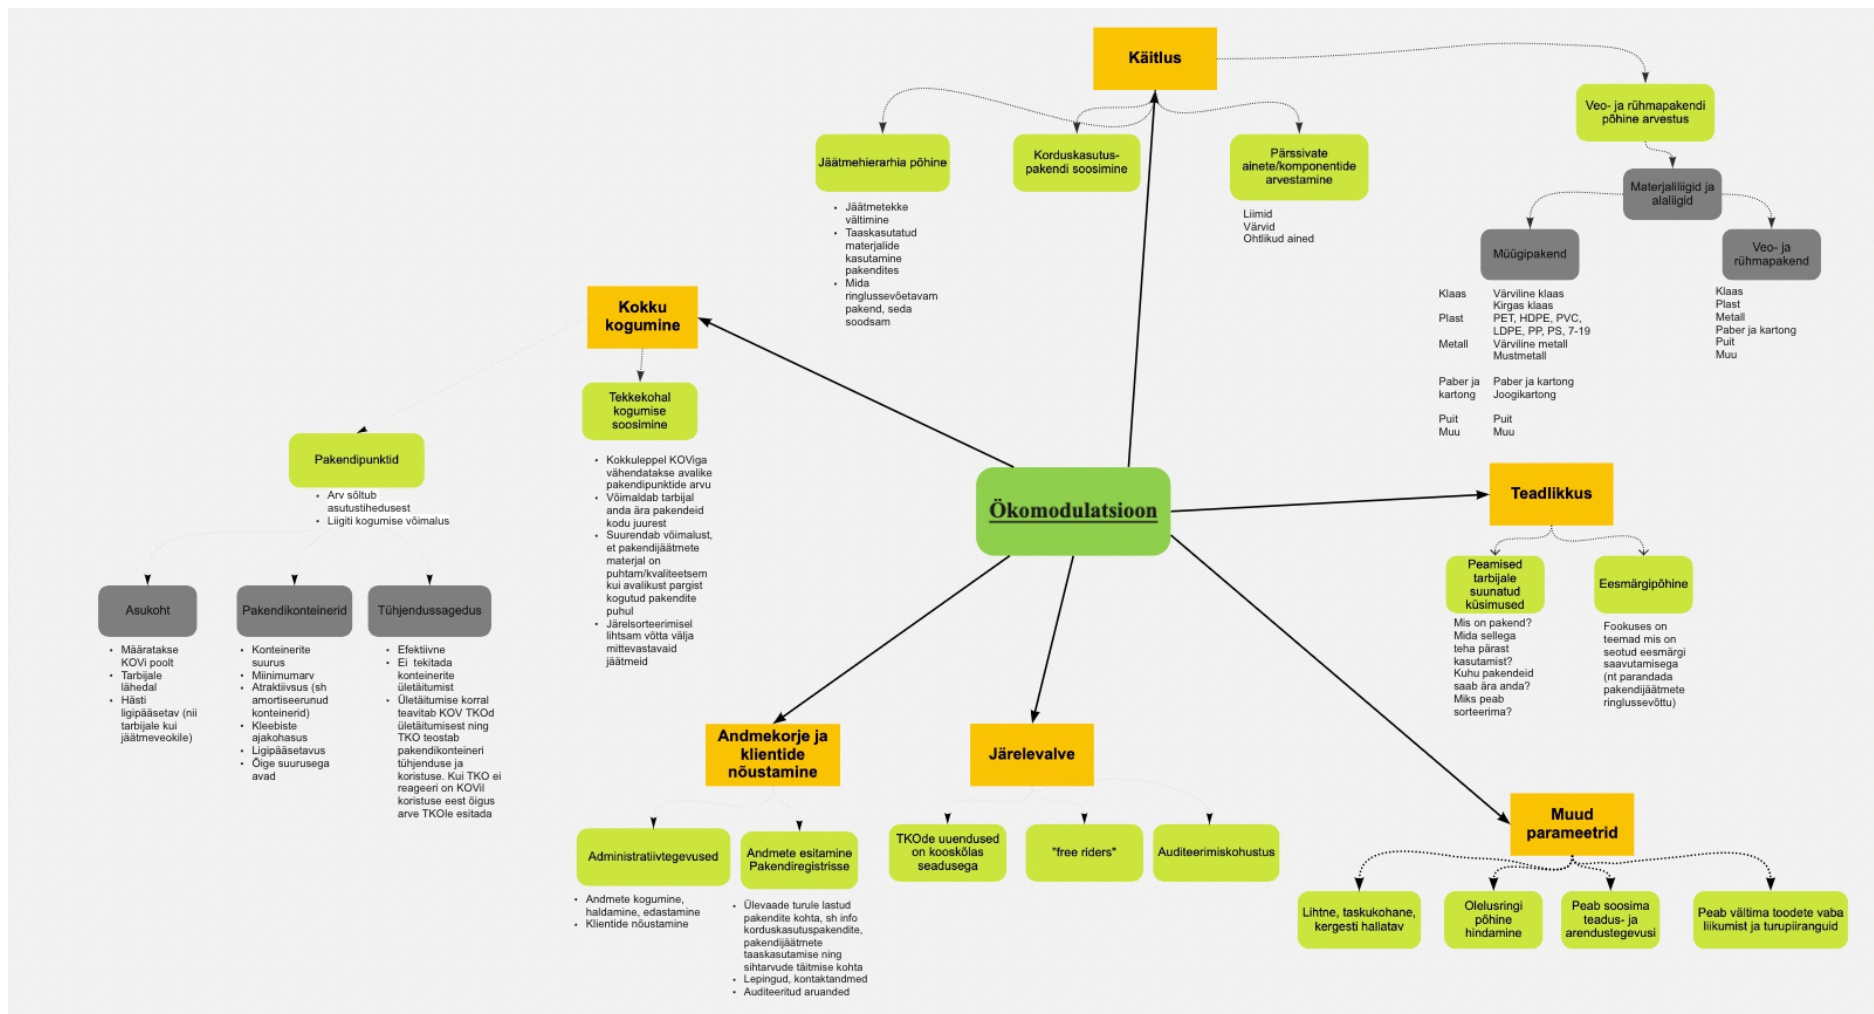 Käitlus
Veo- ja rühmapakendi
põhine arvestus
Jäätmehierarhia põhine
Korduskasutus-
pakendi soosimine
Pärssivate
ainete/komponentide
arvestamine
Jäätmetekke
vältimine
Taaskasutatud
materjalide
kasutamine
pakendites
Mida
ringlussevõetavam
pakend, seda
soodsam
Liimid
Värvid
Ohtlikud ained
Materjaliliigid ja
alaliigid
Müügipakend
Veo- ja
rühmapakend
Klaas
Värviline klaas
Kirgas klaas
Plast
PET, HDPE, PVC,
LDPE, PP, PS, 7-19
Metall
Värviline metall
Mustmetall
Paber ja
kartong
Paber ja kartong
Joogikartong
Puit
Puit
Muu
Muu
Klaas
Plast
Metall
Paber ja kartong
Puit
Muu
Kokku
kogumine
Tekkekohal
kogumise
soosimine
Kokkuleppel KOViga
vähendatakse avalike
pakendipunktide arvu
Võimaldab tarbijal
anda ära pakendeid
kodu juurest
Suurendab võimalust,
et pakendijäätmete
materjal on
puhtam/kvaliteetsem
kui avalikust pargist
kogutud pakendite
puhul
Järelsorteerimisel
lihtsam võtta välja
mittevastavaid
jäätmeid
Pakendipunktid
Arv sõltub
asutustihedusest
Liigiti kogumise võimalus
Asukoht
Määratakse
KOVi poolt
Tarbijale
lähedal
Hästi
ligipääsetav (nii
tarbijale kui
jäätmeveokile)
Pakendikonteinerid
Konteinerite
suurus
Miinimumarv
Atraktiivsus (sh
amortiseerunud
konteinerid)
Kleebiste
ajakohasus
Ligipääsetavus
Õige suurusega
avad
Tühjendussagedus
Efektiivne
Ei tekitada
konteinerite
ületäitumist
Ületäitumise korral
teavitab KOV TKOd
ületäitumisest ning
TKO teostab
pakendikonteineri
tühjenduse ja
koristuse. Kui TKO ei
reageeri on KOVil
koristuse eest õigus
arve TKOle esitada
Ökomodulatsioon
Teadlikkus
Peamised
tarbijale
suunatud
küsimused
Mis on pakend?
Mida sellega
teha pärast
kasutamist?
Kuhu pakendeid
saab ära anda?
Miks peab
sorteerima?
Eesmärgipõhine
Fookuses on
teemad mis on
seotud eesmärgi
saavutamisega
(nt parandada
pakendijäätmete
ringlussevõttu)
Andmekorje ja
klientide
nõustamine
Administratiivtegevused
Andmete kogumine,
haldamine, edastamine
Klientide nõustamine
Andmete esitamine
Pakendiregistrisse
Ülevaade turule lastud
pakendite kohta, sh info
korduskasutuspakendite,
pakendijäätmete
taaskasutamise ning
sihtarvude täitmise kohta
Lepingud, kontaktandmed
Auditeeritud aruanded
Järelevalve
TKOde uuendused
on kooskõlas
seadusega
"free riders"
Auditeerimiskohustus
Muud
parameetrid
Lihtne, taskukohane,
kergesti hallatav
Olelusringi
põhine
hindamine
Peab soosima
teadus- ja
arendustegevusi
Peab vältima toodete vaba
liikumist ja turupiiranguid